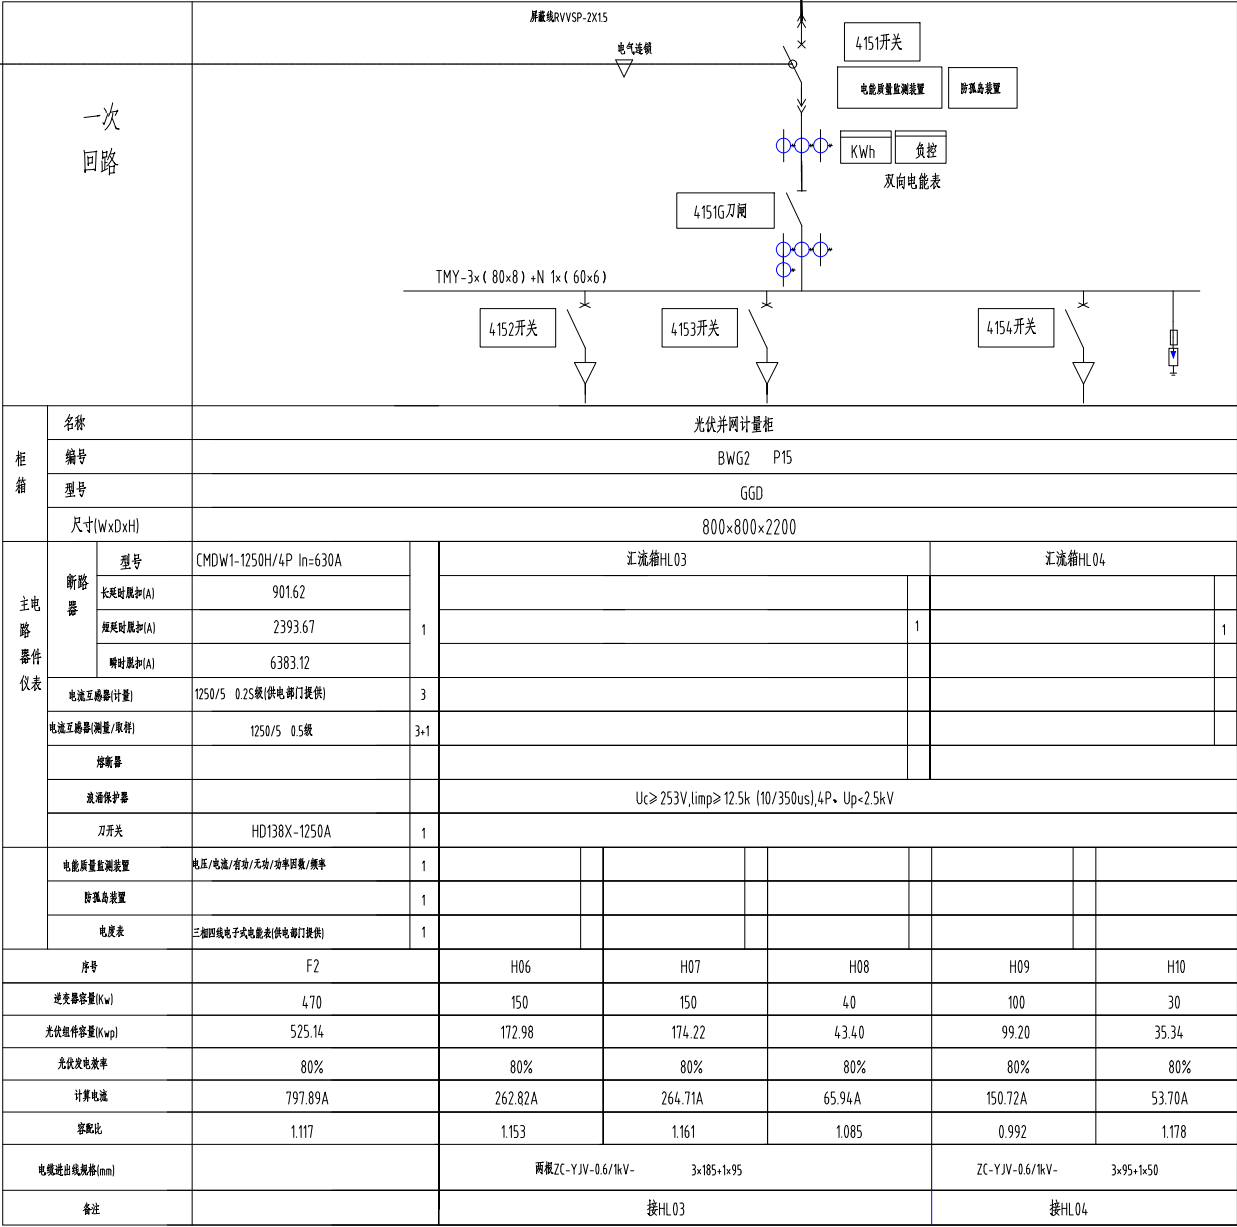 屏蔽线RVVSP-2X1.5
电气连锁
4151开关
电能质量监测装置 防孤岛装置
一次
回路
KWh 负控
双向电能表
4151G刀闸
TMY-3×(80×8)+N 1×(60×6)
4152开关 4153开关 4154开关
柜箱
名称 光伏并网计量柜
编号 BWG2 P15
型号 GGD
尺寸(WxDxH) 800×800×2200
主电路器件仪表
断路器
型号 CMDW1-1250H/4P In=630A 汇流箱HL03 汇流箱HL04
长延时脱扣(A) 901.62
短延时脱扣(A) 2393.67 1 1 1
瞬时脱扣(A) 6383.12
电流互感器(计量) 1250/5 0.2S级(供电部门提供) 3
电流互感器(测量/取样) 1250/5 0.5级 3+1
熔断器
浪涌保护器 Uc≥253V,Iimp≥12.5k (10/350us),4P、Up<2.5kV
刀开关 HD138X-1250A 1
电能质量监测装置 电压/电流/有功/无功/功率因数/频率 1
防孤岛装置 1
电度表 三相四线电子式电能表(供电部门提供) 1
序号 F2 H06 H07 H08 H09 H10
逆变器容量(Kw) 470 150 150 40 100 30
光伏组件容量(Kwp) 525.14 172.98 174.22 43.40 99.20 35.34
光伏发电效率 80% 80% 80% 80% 80% 80%
计算电流 797.89A 262.82A 264.71A 65.94A 150.72A 53.70A
容配比 1.117 1.153 1.161 1.085 0.992 1.178
电缆进出线规格(mm) 两根ZC-YJV-0.6/1kV- 3×185+1×95 ZC-YJV-0.6/1kV- 3×95+1×50
备注 接HL03 接HL04